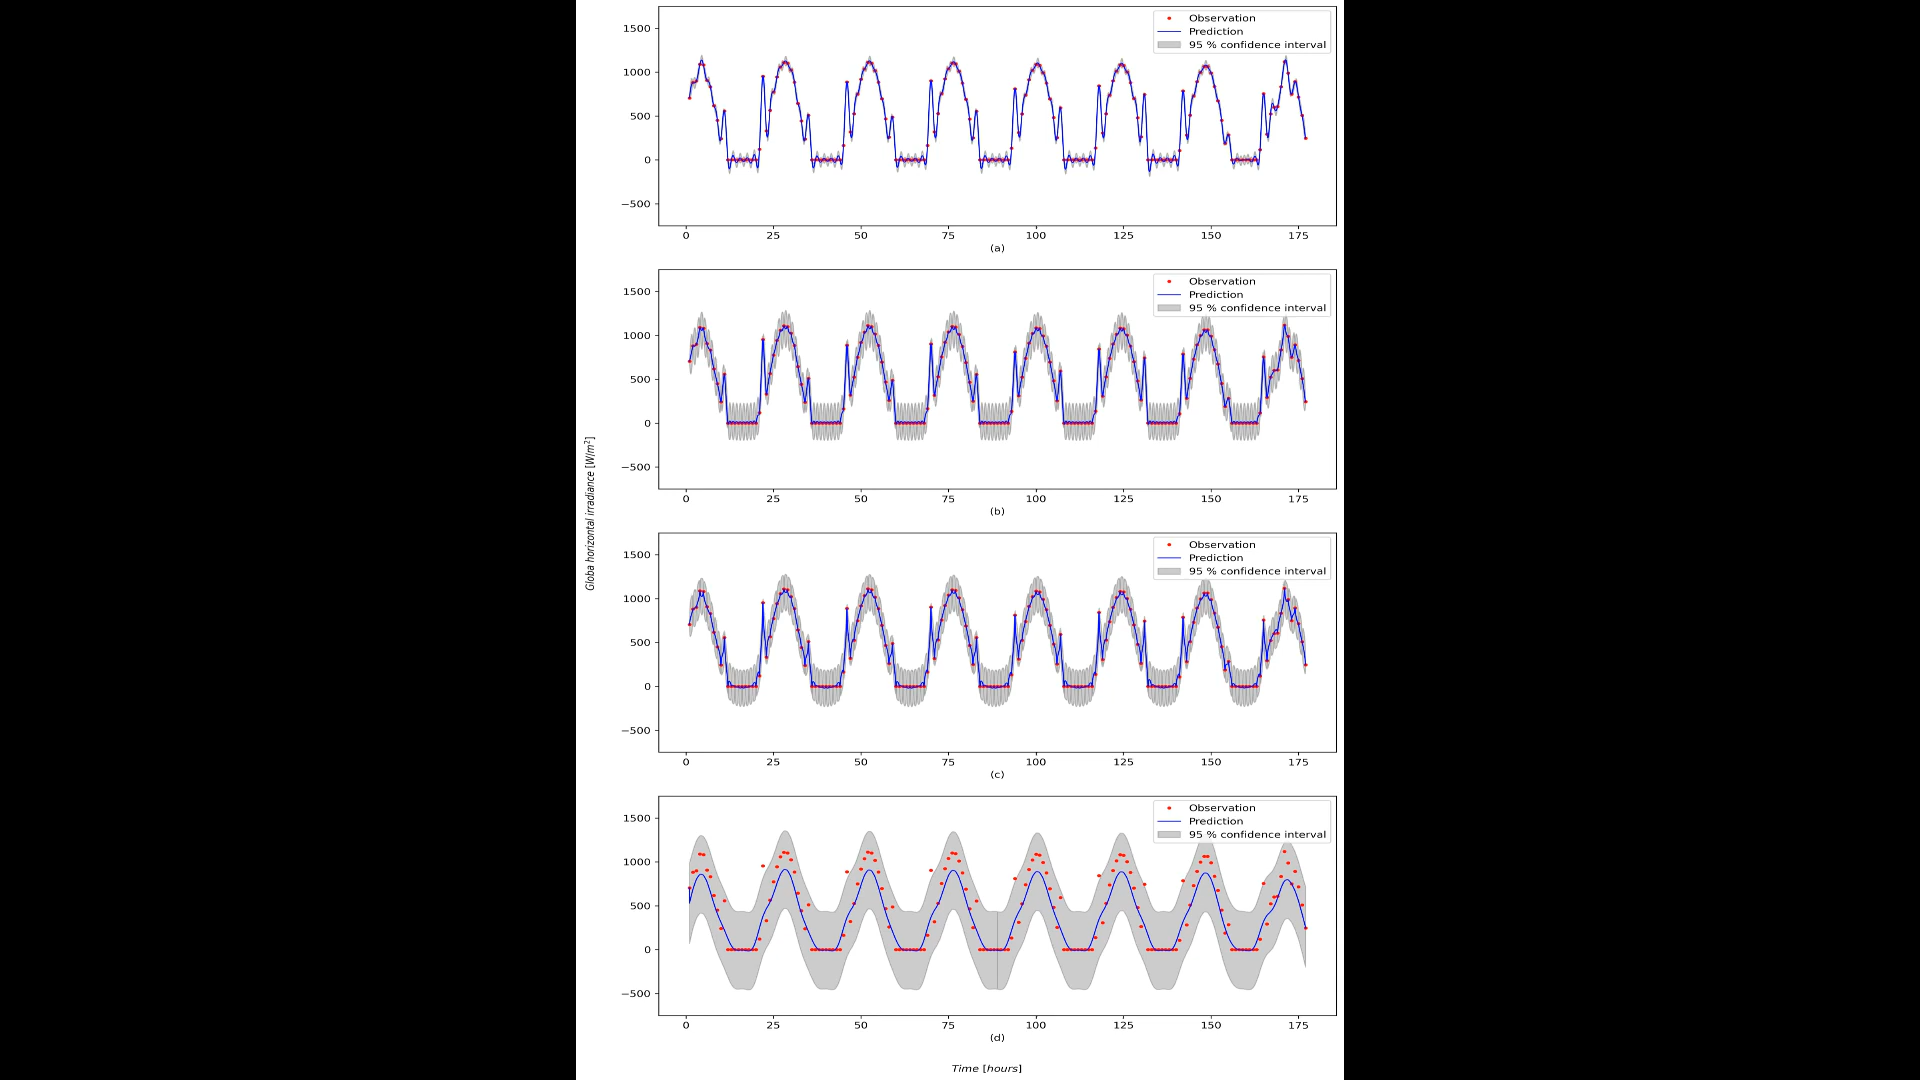 Observation
Prediction
95 % confidence interval
1500
1000
500
0
−500
0 25 50 75 100 125 150 175
(a)
Observation
Prediction
95 % confidence interval
1500
1000
500
0
−500
0 25 50 75 100 125 150 175
(b)
Globa horizontal irradiance [W/m²]
Observation
Prediction
95 % confidence interval
1500
1000
500
0
−500
0 25 50 75 100 125 150 175
(c)
Observation
Prediction
95 % confidence interval
1500
1000
500
0
−500
0 25 50 75 100 125 150 175
(d)
Time [hours]